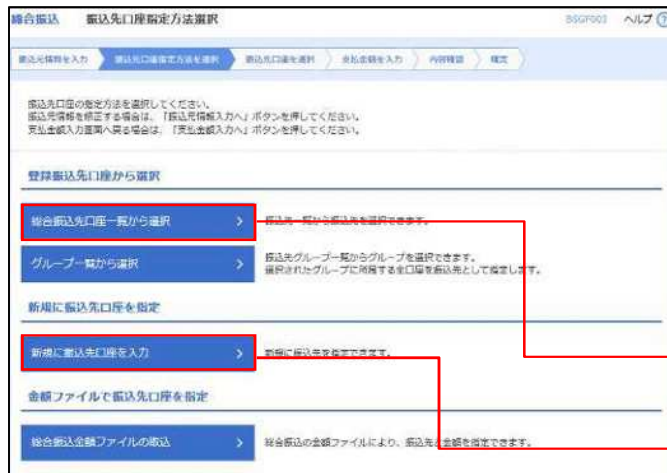 総合振込 振込先口座指定方法選択 BSGF003 ヘルプ ?
振込元情報を入力 振込先口座指定方法を選択 振込先口座を選択 支払金額を入力 内容確認 確定
振込先口座の指定方法を選択してください。
振込元情報を修正する場合は、「振込元情報入力へ」ボタンを押してください。
支払金額入力画面へ戻る場合は、「支払金額入力へ」ボタンを押してください。
登録振込先口座から選択
総合振込先口座一覧から選択 > 振込先一覧から振込先を選択できます。
グループ一覧から選択 > 振込先グループ一覧からグループを選択できます。
選択されたグループに所属する全口座を振込先として指定します。
新規に振込先口座を指定
新規に振込先口座を入力 > 新規に振込先を指定できます。
金額ファイルで振込先口座を指定
総合振込金額ファイルの振込 > 総合振込の金額ファイルにより、振込先と金額を指定できます。